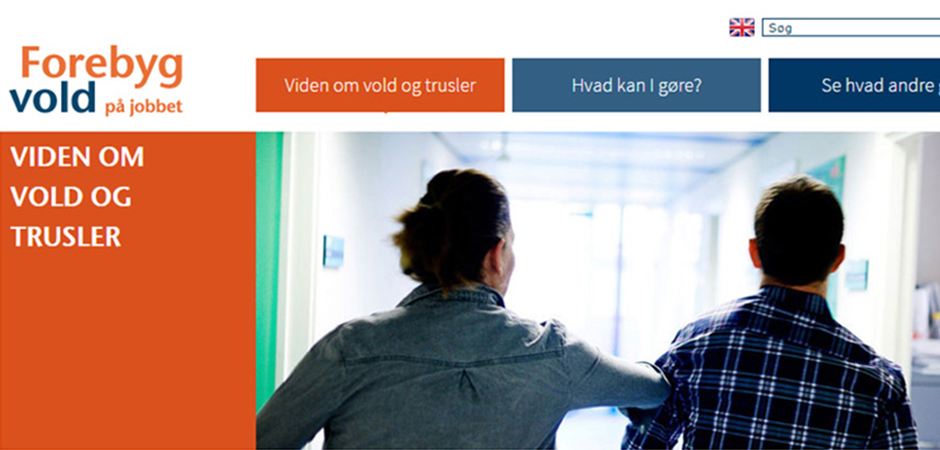 Søg
Forebyg
vold på jobbet
Viden om vold og trusler
Hvad kan I gøre?
Se hvad andre
VIDEN OM
VOLD OG
TRUSLER